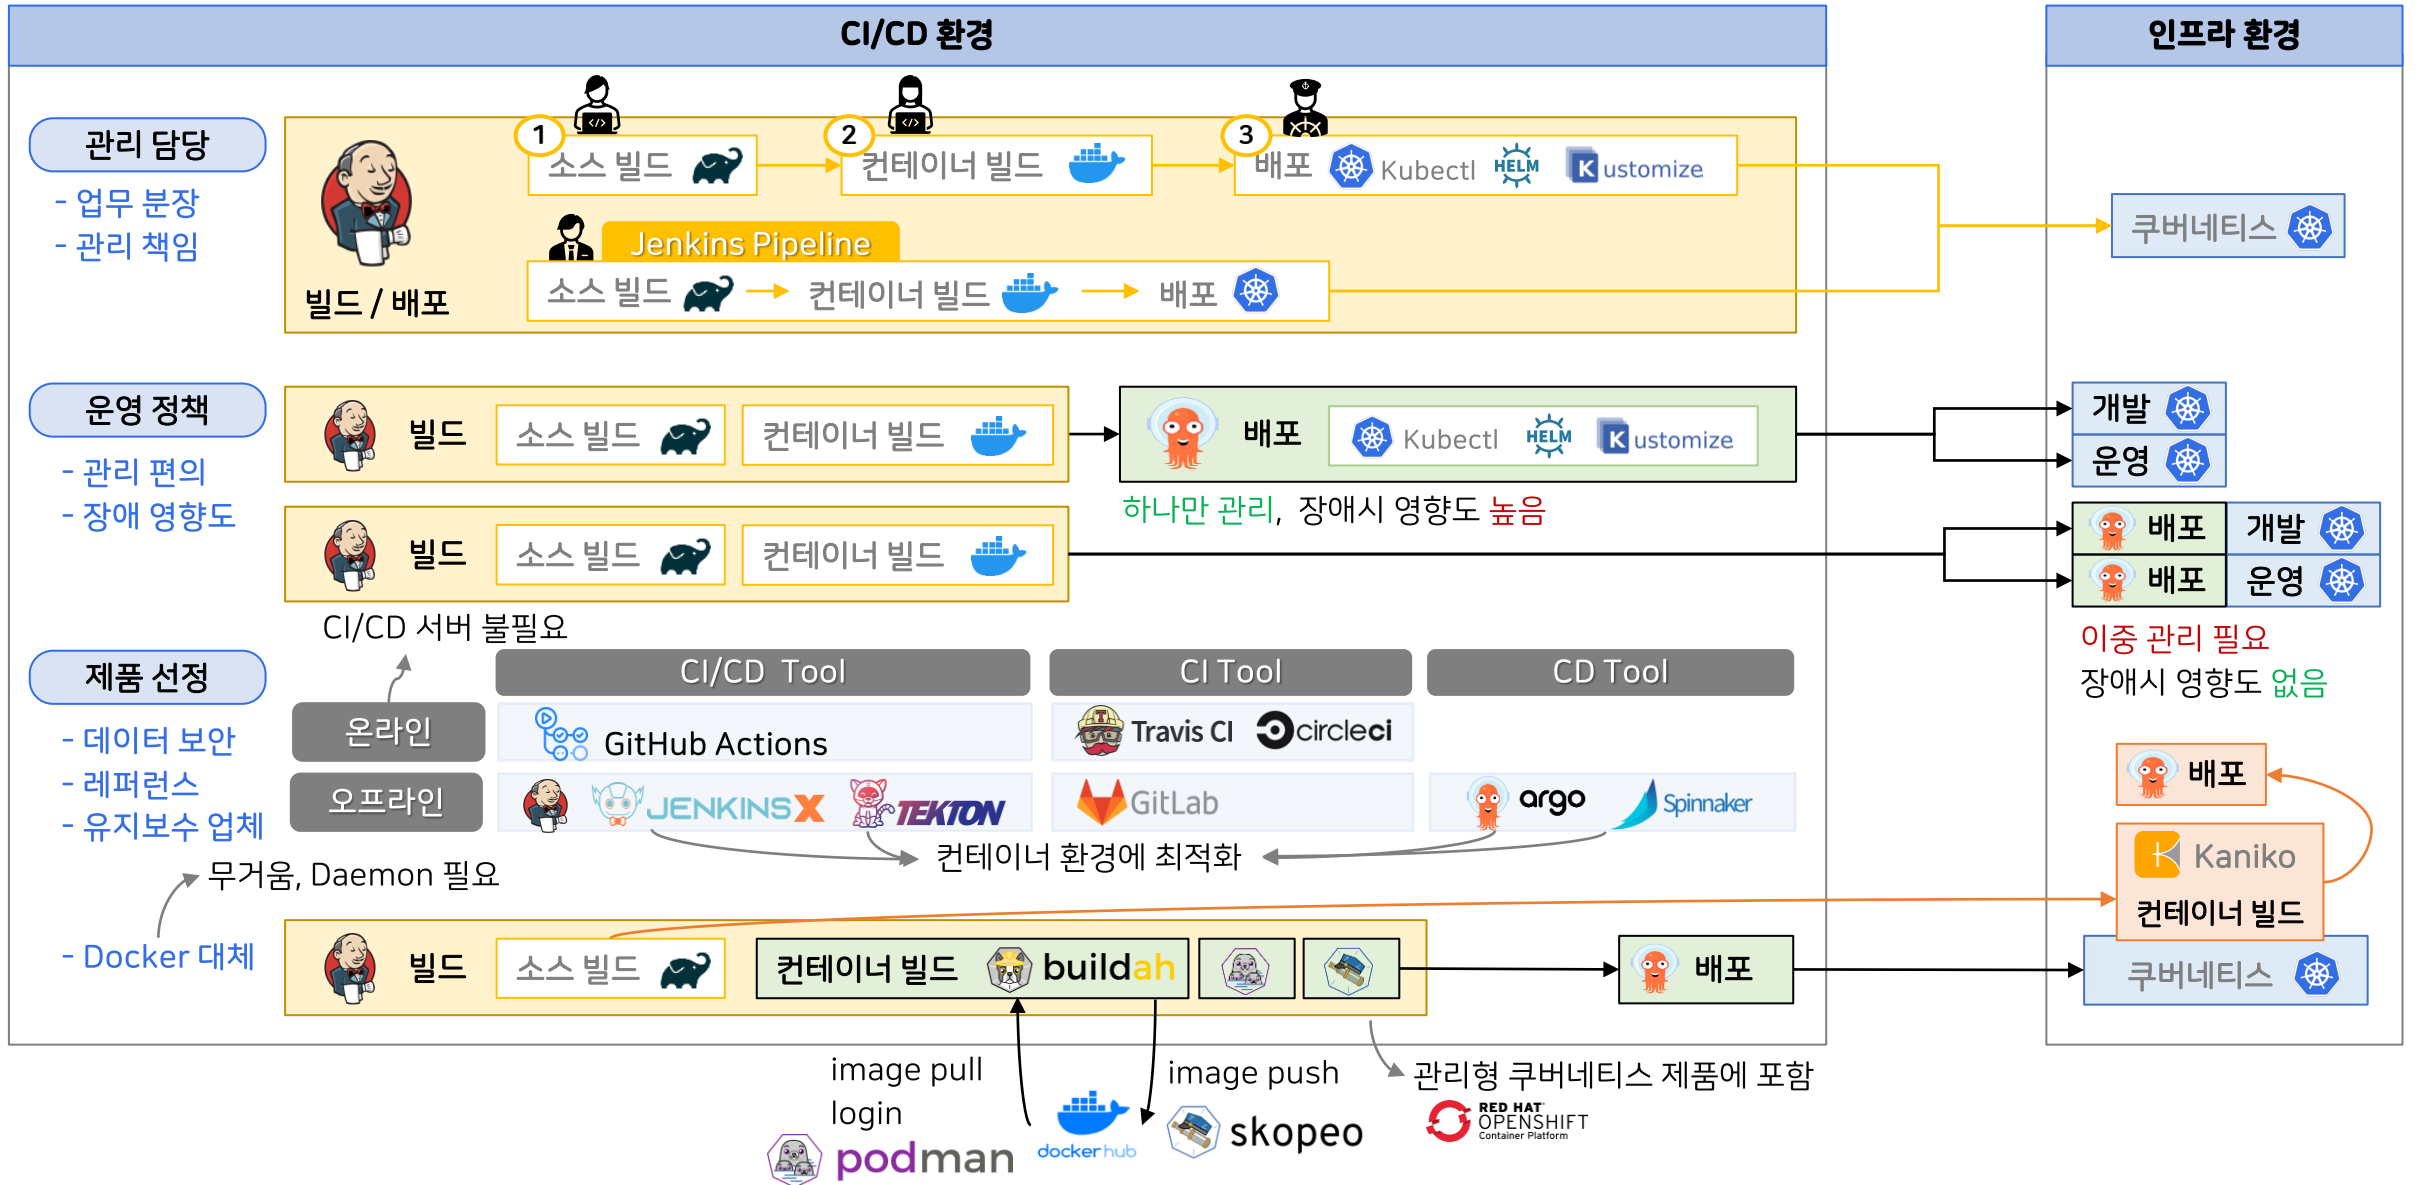 CI/CD 환경
인프라 환경
관리 담당
- 업무 분장
- 관리 책임
빌드 / 배포
1
소스 빌드
2
컨테이너 빌드
3
배포
Kubectl
HELM
Kustomize
Jenkins Pipeline
소스 빌드
컨테이너 빌드
배포
쿠버네티스
운영 정책
- 관리 편의
- 장애 영향도
빌드
소스 빌드
컨테이너 빌드
배포
Kubectl
HELM
Kustomize
하나만 관리, 장애시 영향도 높음
개발
운영
빌드
소스 빌드
컨테이너 빌드
배포
개발
배포
운영
이중 관리 필요
장애시 영향도 없음
CI/CD 서버 불필요
제품 선정
- 데이터 보안
- 레퍼런스
- 유지보수 업체
CI/CD Tool
CI Tool
CD Tool
온라인
GitHub Actions
Travis CI
circleci
오프라인
JENKINS X
TEKTON
GitLab
argo
Spinnaker
컨테이너 환경에 최적화
무거움, Daemon 필요
- Docker 대체
빌드
소스 빌드
컨테이너 빌드
buildah
배포
배포
Kaniko
컨테이너 빌드
쿠버네티스
image pull
login
podman
dockerhub
image push
skopeo
관리형 쿠버네티스 제품에 포함
RED HAT
OPENSHIFT
Container Platform